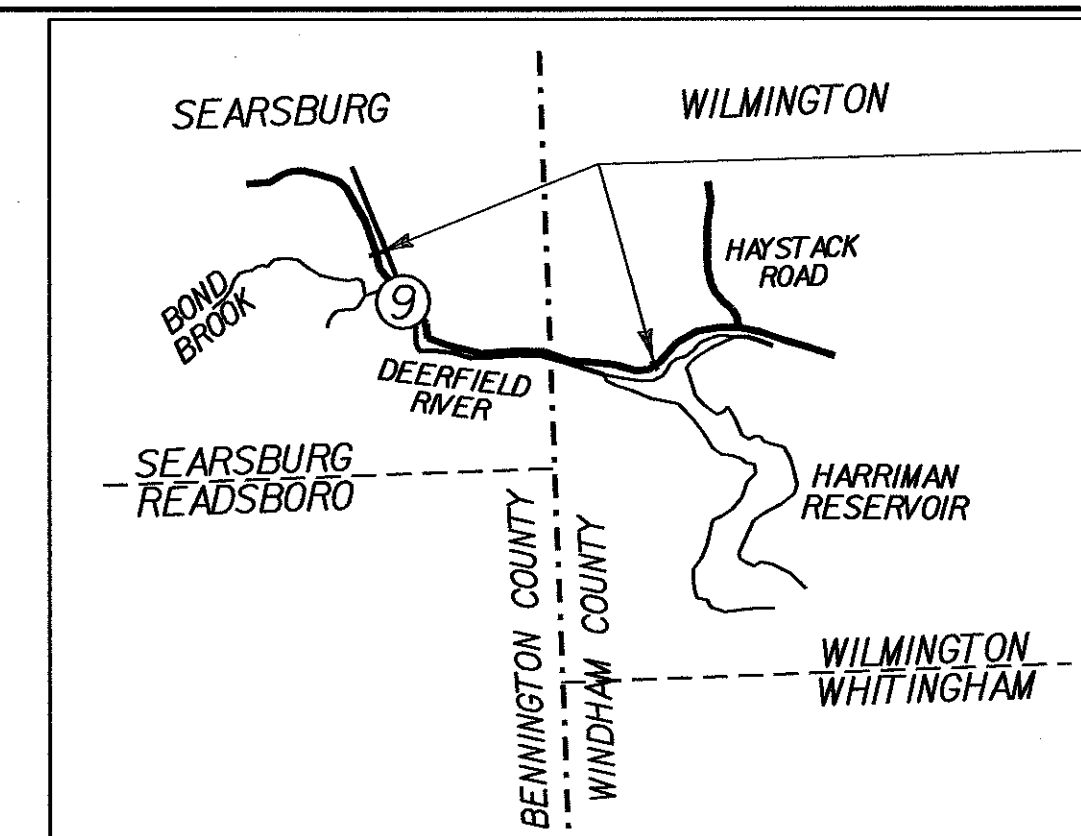 SEARSBURG
WILMINGTON
HAYSTACK
ROAD
BOND
BROOK
9
DEERFIELD
RIVER
SEARSBURG
READSBORO
HARRIMAN
RESERVOIR
BENNINGTON COUNTY
WINDHAM COUNTY
WILMINGTON
WHITINGHAM